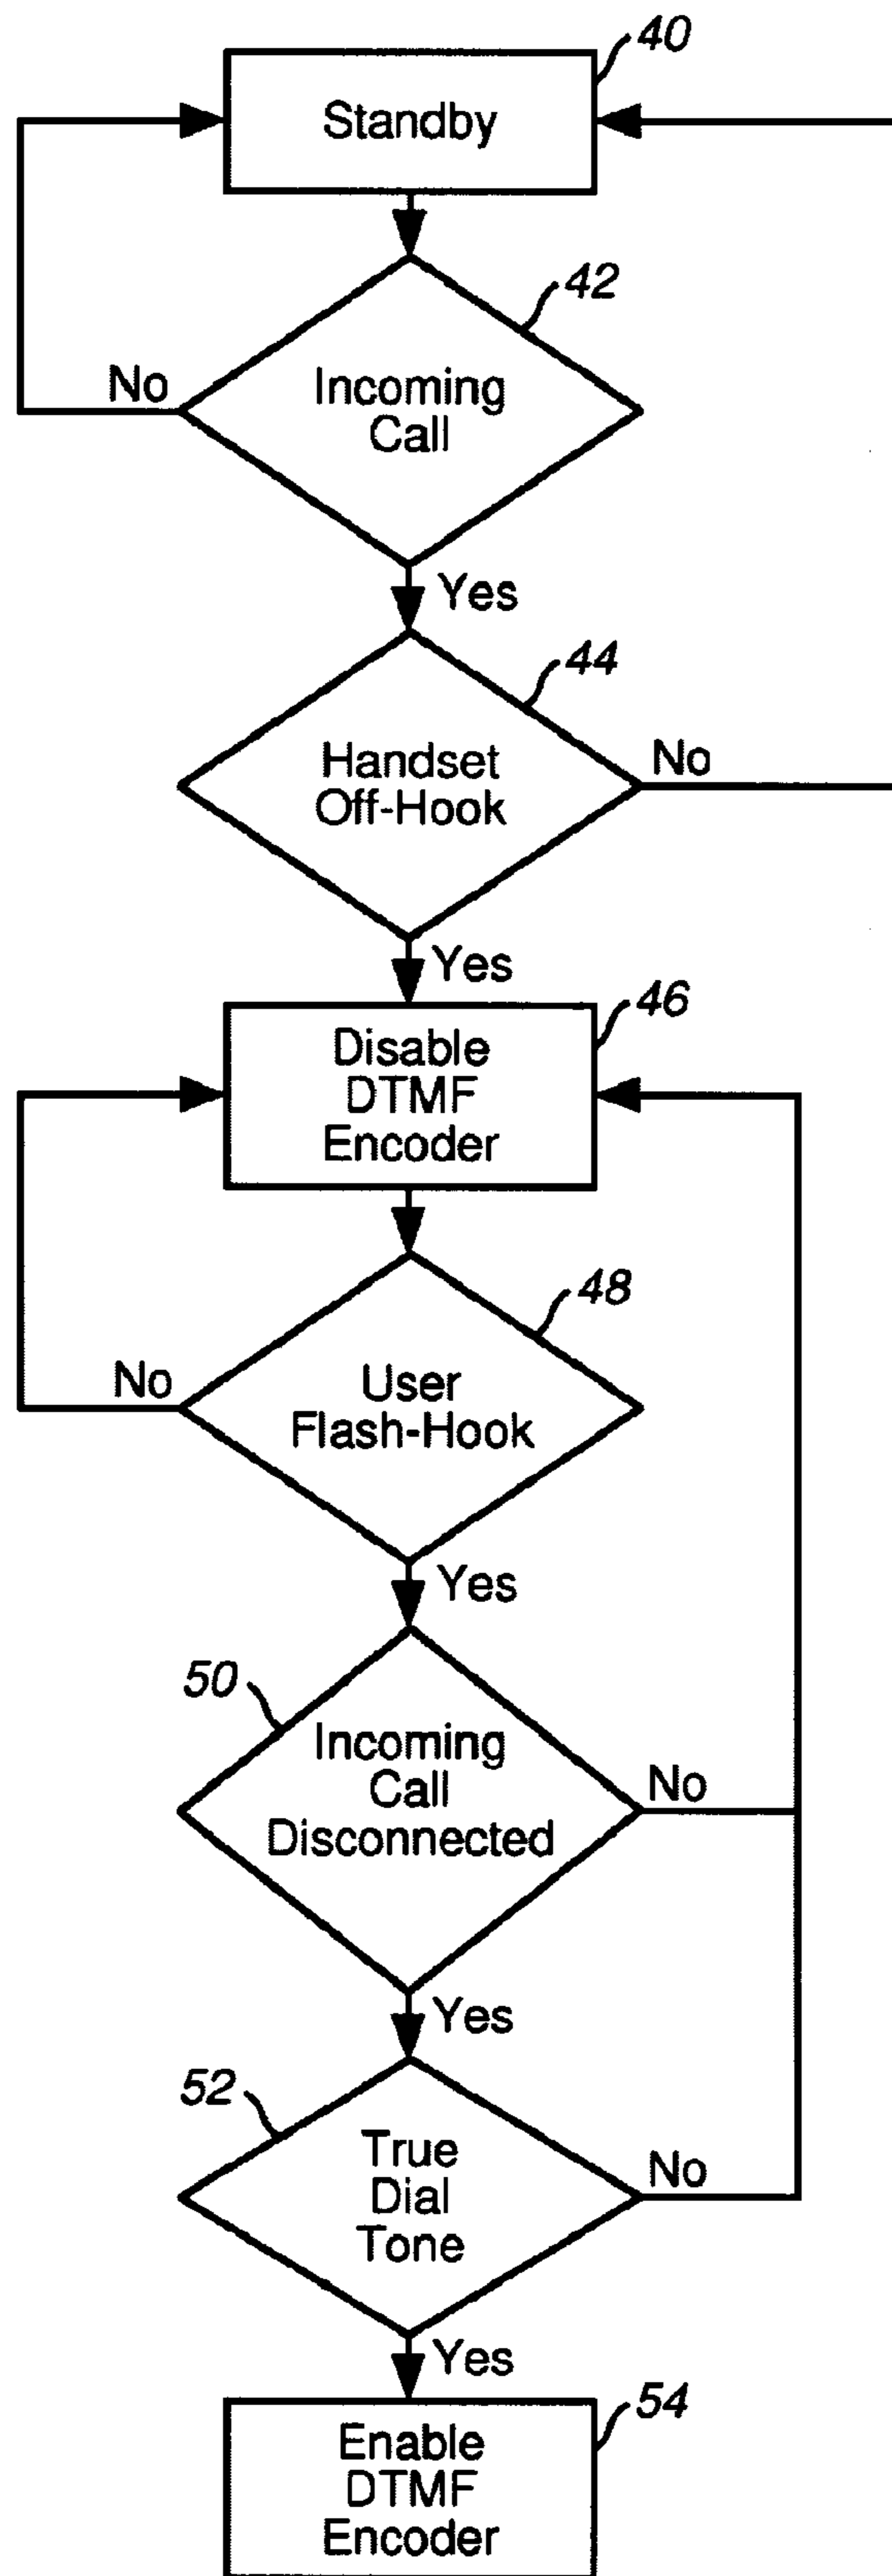 40
Standby
42
No
Incoming
Call
Yes
44
Handset
Off-Hook
No
Yes
46
Disable
DTMF
Encoder
48
No
User
Flash-Hook
Yes
50
Incoming
Call
Disconnected
No
Yes
52
True
Dial
Tone
No
Yes
54
Enable
DTMF
Encoder